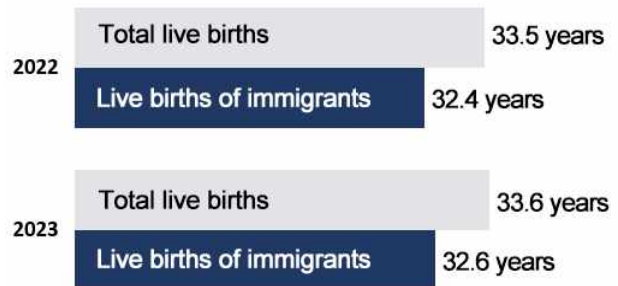 2022
Total live births 33.5 years
Live births of immigrants 32.4 years
2023
Total live births 33.6 years
Live births of immigrants 32.6 years